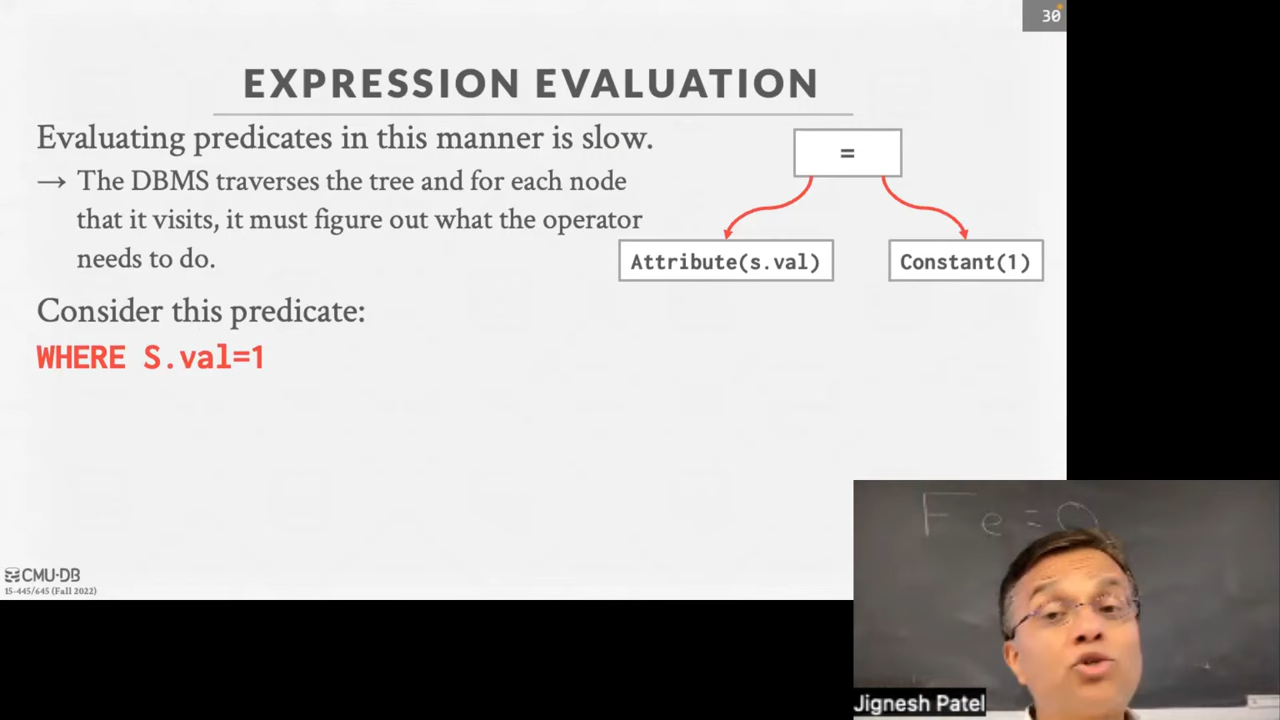 30
EXPRESSION EVALUATION
Evaluating predicates in this manner is slow.
→ The DBMS traverses the tree and for each node
that it visits, it must figure out what the operator
needs to do.
Consider this predicate:
WHERE S.val=1
=
Attribute(s.val)
Constant(1)
CMU·DB
15-445/645 (Fall 2022)
Fe=0
Jignesh Patel